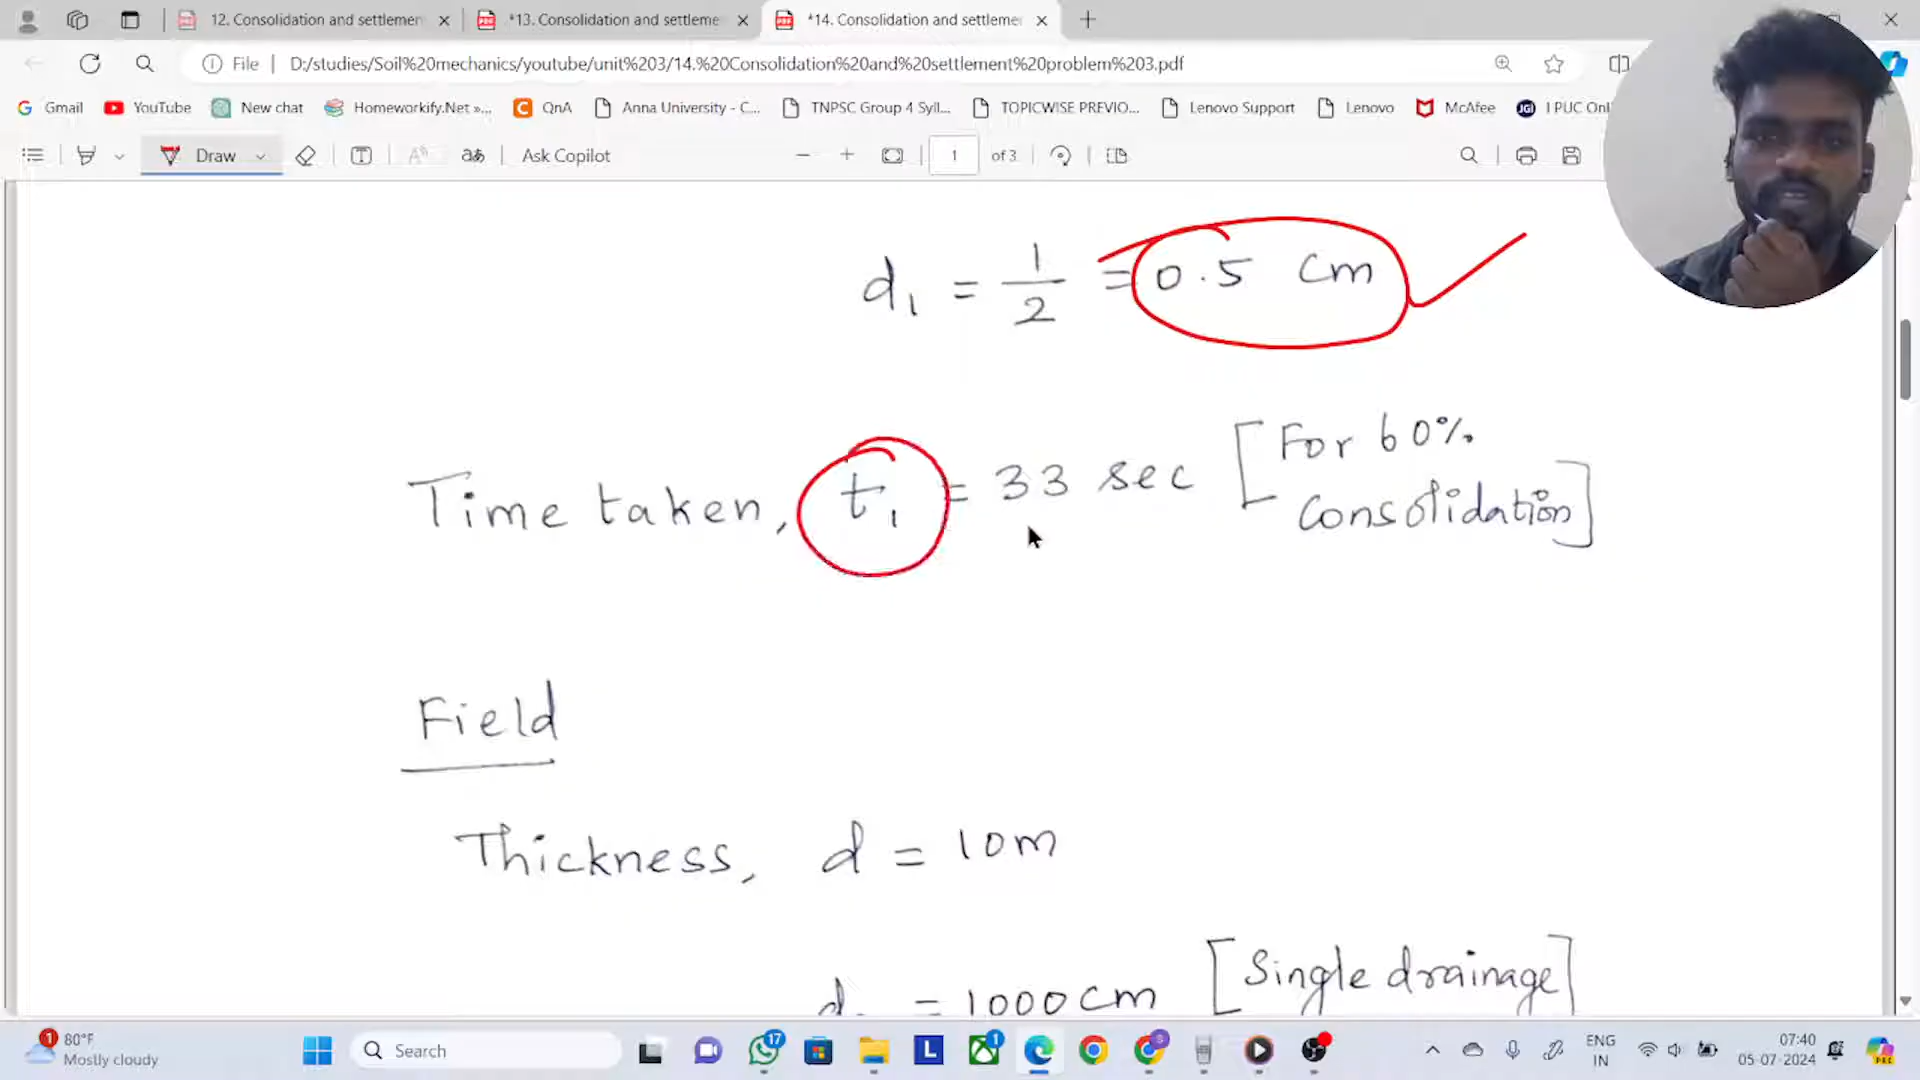 12. Consolidation and settlemen
*13. Consolidation and settleme
*14. Consolidation and settleme
File
D:/studies/Soil%20mechanics/youtube/unit%203/14.%20Consolidation%20and%20settlement%20problem%203.pdf
Gmail
YouTube
New chat
Homeworkify.Net »...
QnA
Anna University - C...
TNPSC Group 4 Syll...
TOPICWISE PREVIO...
Lenovo Support
Lenovo
McAfee
I PUC Onl
Draw
Ask Copilot
1 of 3
d1 = 1/2 = 0.5 cm
Time taken, t1 = 33 sec [For 60%
Consolidation]
Field
Thickness, d = 10m
= 1000cm [Single drainage]
80°F
Mostly cloudy
Search
17
1
ENG
IN
07:40
05-07-2024